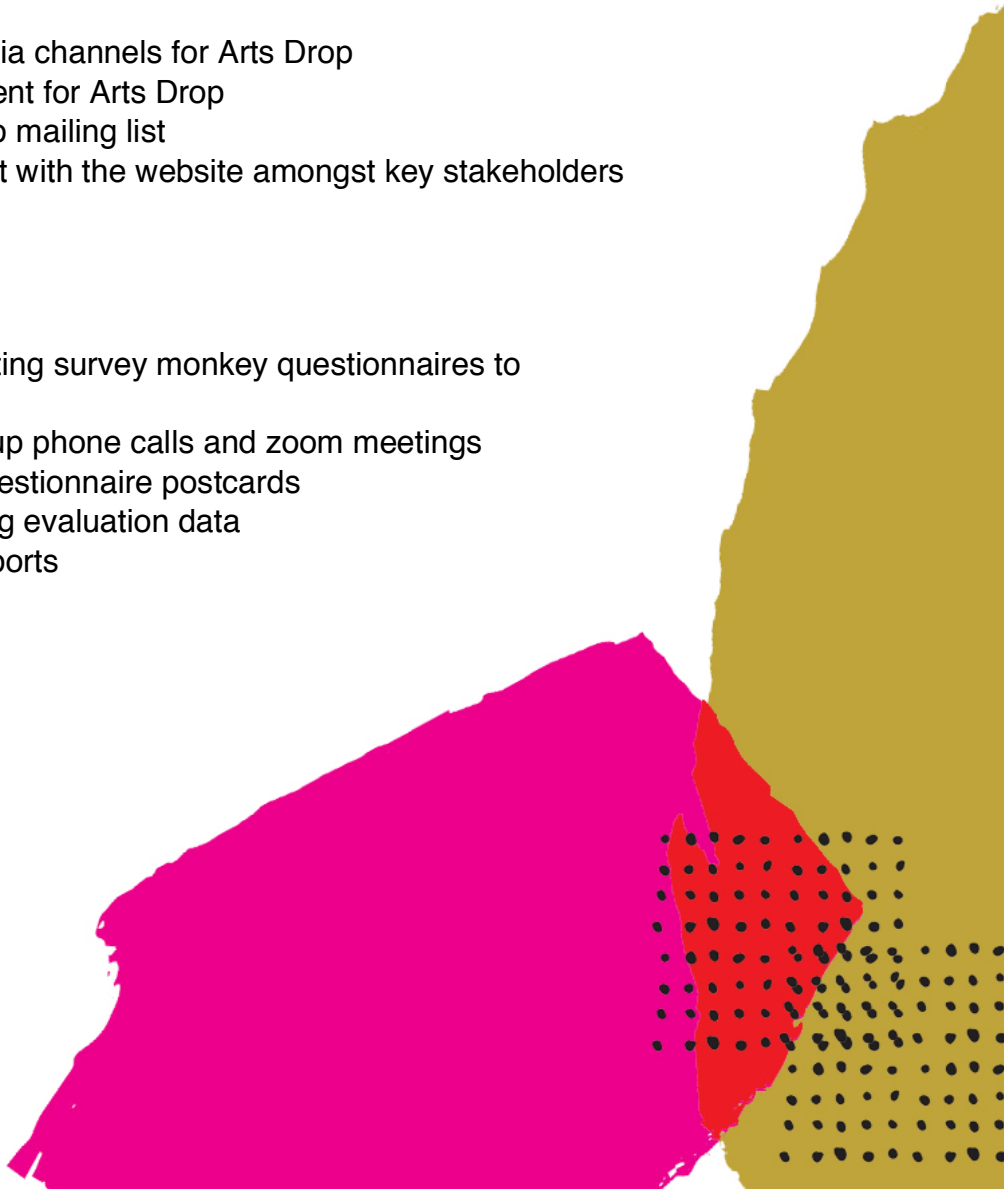 ia channels for Arts Drop
ent for Arts Drop
o mailing list
t with the website amongst key stakeholders
ting survey monkey questionnaires to
up phone calls and zoom meetings
estionnaire postcards
g evaluation data
ports